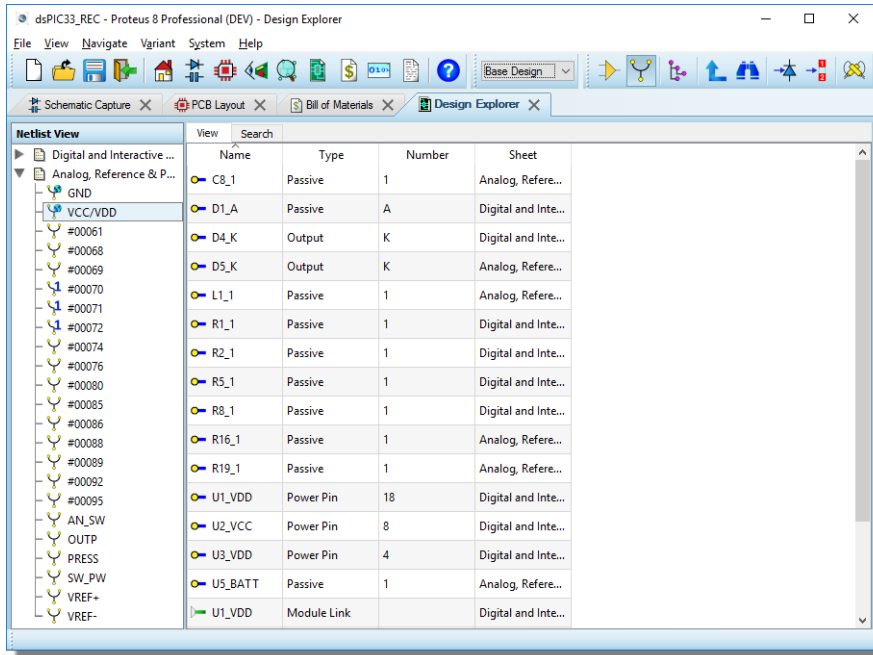 dsPIC33_REC - Proteus 8 Professional (DEV) - Design Explorer
File View Navigate Variant System Help
$ 0101 ? Base Design 1 2
Schematic Capture PCB Layout $ Bill of Materials Design Explorer
Netlist View View Search
Digital and Interactive ...
Analog, Reference & P...
GND
VCC/VDD
#00061
#00068
#00069
1 #00070
1 #00071
1 #00072
#00074
#00076
#00080
#00085
#00086
#00088
#00089
#00092
#00095
AN_SW
OUTP
PRESS
SW_PW
VREF+
VREF-
Name Type Number Sheet
C8_1 Passive 1 Analog, Refere...
D1_A Passive A Digital and Inte...
D4_K Output K Digital and Inte...
D5_K Output K Analog, Refere...
L1_1 Passive 1 Analog, Refere...
R1_1 Passive 1 Digital and Inte...
R2_1 Passive 1 Digital and Inte...
R5_1 Passive 1 Digital and Inte...
R8_1 Passive 1 Digital and Inte...
R16_1 Passive 1 Analog, Refere...
R19_1 Passive 1 Analog, Refere...
U1_VDD Power Pin 18 Digital and Inte...
U2_VCC Power Pin 8 Digital and Inte...
U3_VDD Power Pin 4 Digital and Inte...
U5_BATT Passive 1 Analog, Refere...
U1_VDD Module Link Digital and Inte...